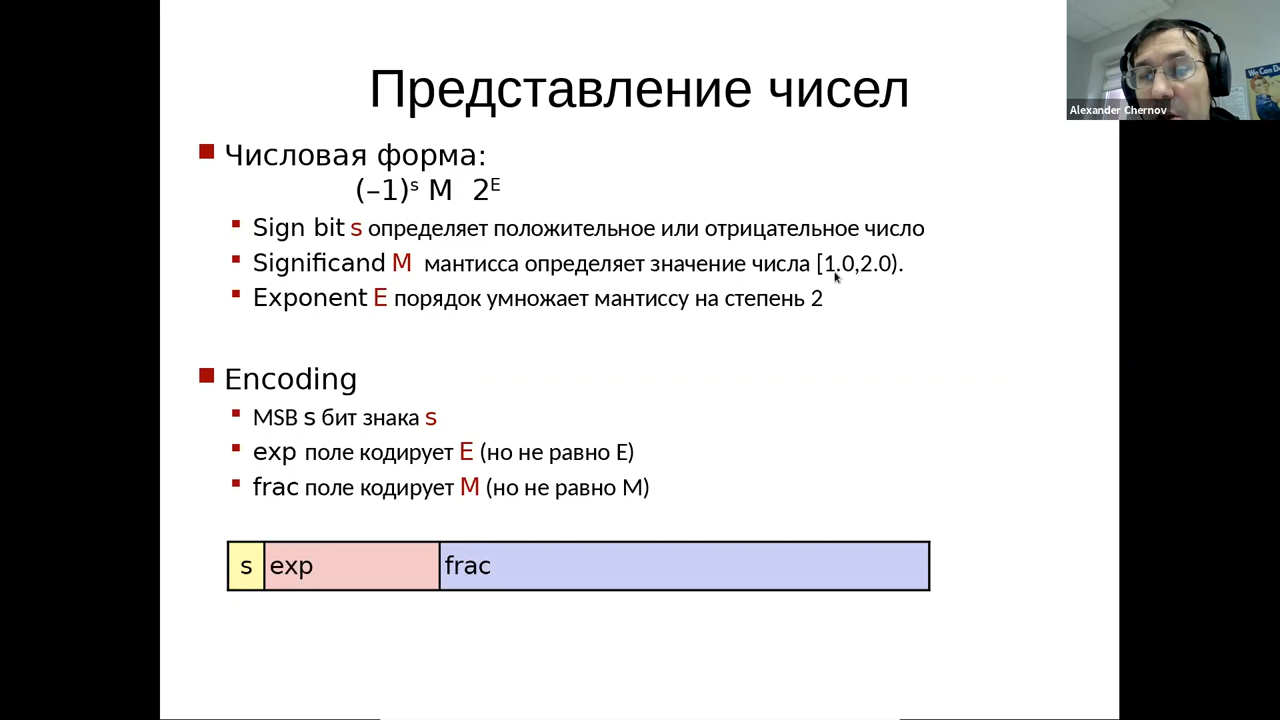 Представление чисел
Числовая форма:
(–1)ˢ M 2ᴱ
Sign bit s определяет положительное или отрицательное число
Significand M мантисса определяет значение числа [1.0,2.0).
Exponent E порядок умножает мантиссу на степень 2
Encoding
MSB s бит знака s
exp поле кодирует E (но не равно E)
frac поле кодирует M (но не равно M)
s exp frac
We Can D
Alexander Chernov